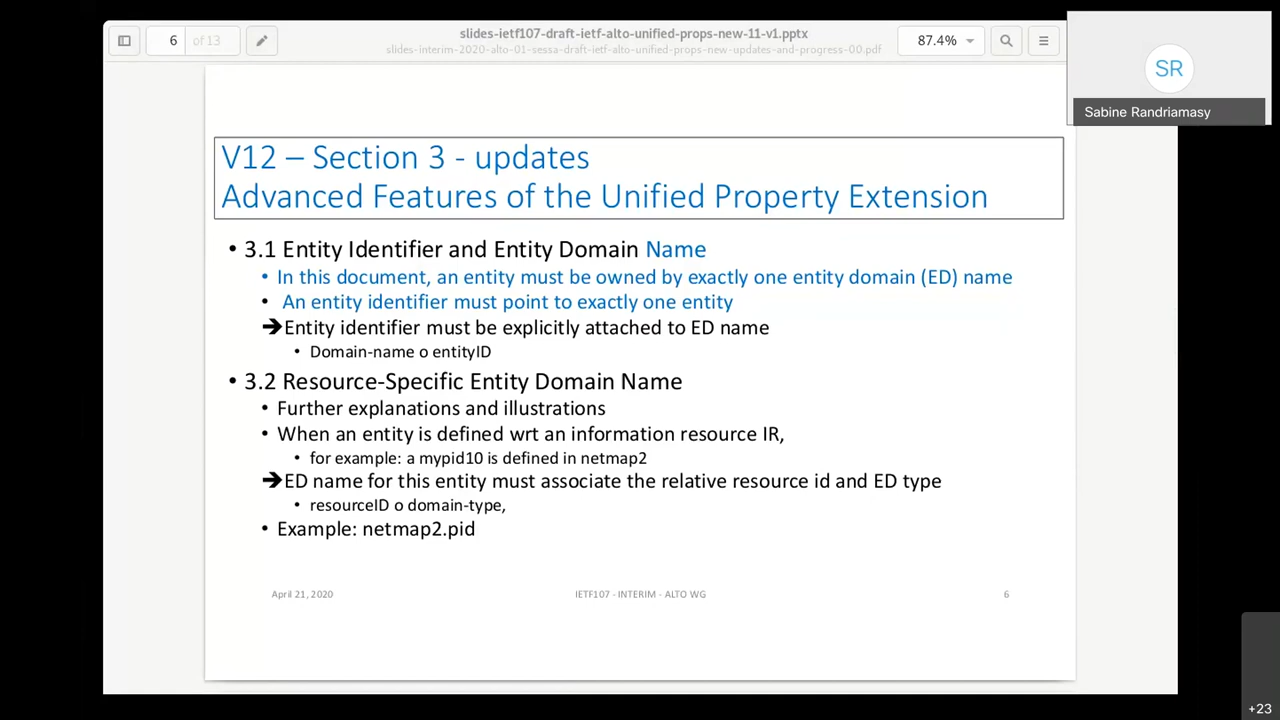 6 of 13
slides-ietf107-draft-ietf-alto-unified-props-new-11-v1.pptx
slides-interim-2020-alto-01-sessa-draft-ietf-alto-unified-props-new-updates-and-progress-00.pdf
87.4%
SR
Sabine Randriamasy
V12 – Section 3 - updates
Advanced Features of the Unified Property Extension
• 3.1 Entity Identifier and Entity Domain Name
• In this document, an entity must be owned by exactly one entity domain (ED) name
• An entity identifier must point to exactly one entity
➔Entity identifier must be explicitly attached to ED name
• Domain-name o entityID
• 3.2 Resource-Specific Entity Domain Name
• Further explanations and illustrations
• When an entity is defined wrt an information resource IR,
• for example: a mypid10 is defined in netmap2
➔ED name for this entity must associate the relative resource id and ED type
• resourceID o domain-type,
• Example: netmap2.pid
April 21, 2020
IETF107 - INTERIM - ALTO WG
6
+23